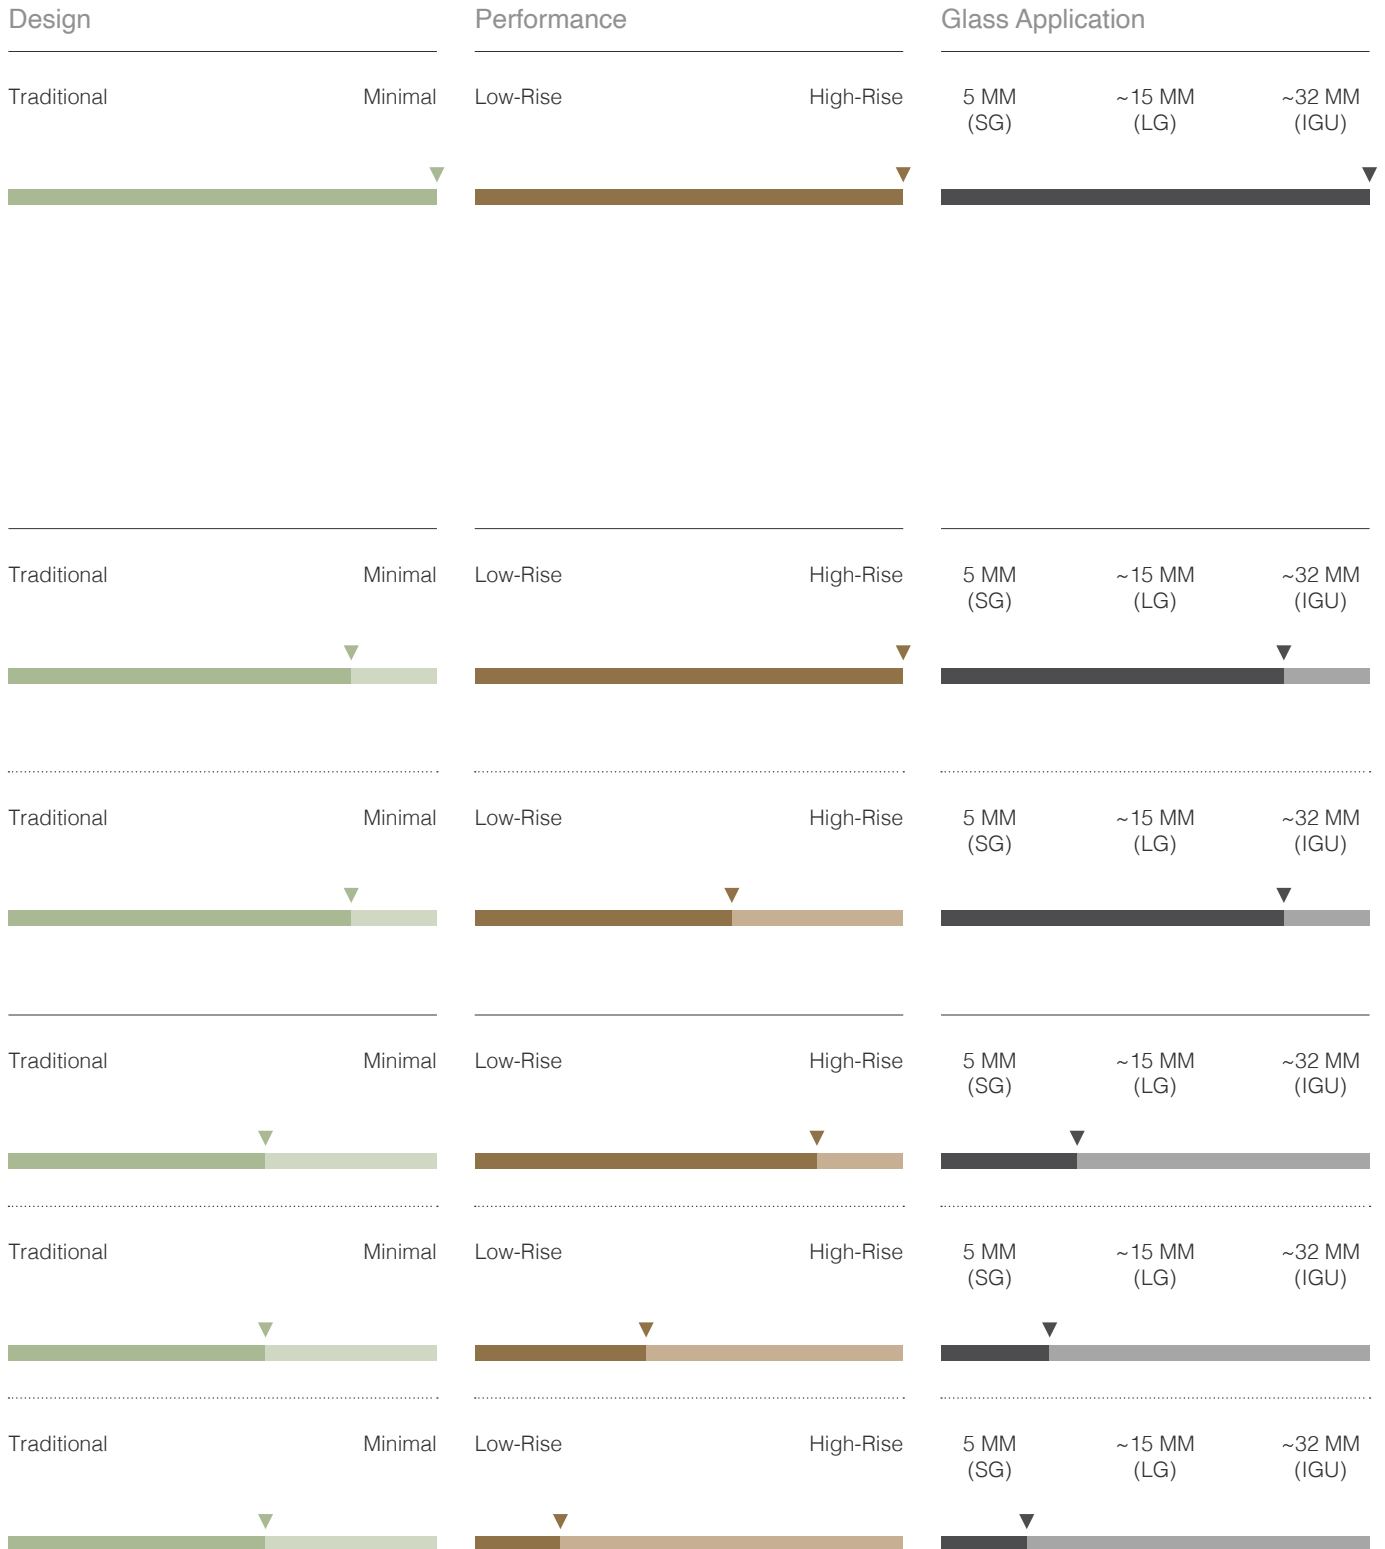 Design Performance Glass Application
Traditional Minimal Low-Rise High-Rise 5 MM ~15 MM ~32 MM
(SG) (LG) (IGU)
Traditional Minimal Low-Rise High-Rise 5 MM ~15 MM ~32 MM
(SG) (LG) (IGU)
Traditional Minimal Low-Rise High-Rise 5 MM ~15 MM ~32 MM
(SG) (LG) (IGU)
Traditional Minimal Low-Rise High-Rise 5 MM ~15 MM ~32 MM
(SG) (LG) (IGU)
Traditional Minimal Low-Rise High-Rise 5 MM ~15 MM ~32 MM
(SG) (LG) (IGU)
Traditional Minimal Low-Rise High-Rise 5 MM ~15 MM ~32 MM
(SG) (LG) (IGU)